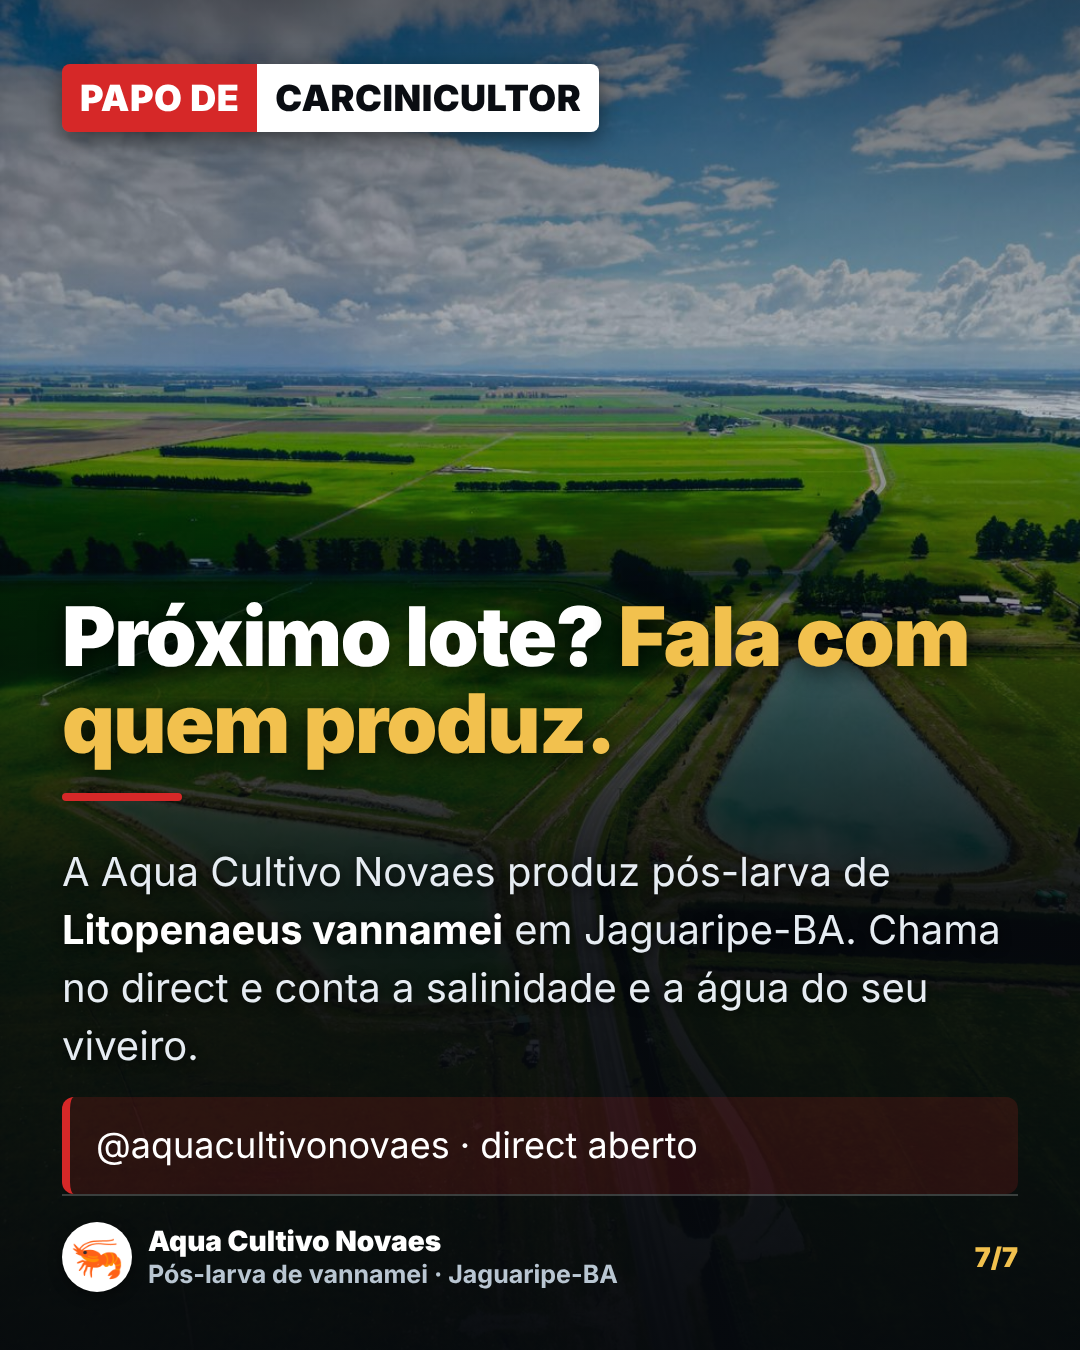 PAPO DE CARCINICULTOR
Próximo lote? Fala com
quem produz.
A Aqua Cultivo Novaes produz pós-larva de
Litopenaeus vannamei em Jaguaripe-BA. Chama
no direct e conta a salinidade e a água do seu
viveiro.
@aquacultivonovaes · direct aberto
Aqua Cultivo Novaes
Pós-larva de vannamei · Jaguaripe-BA
7/7